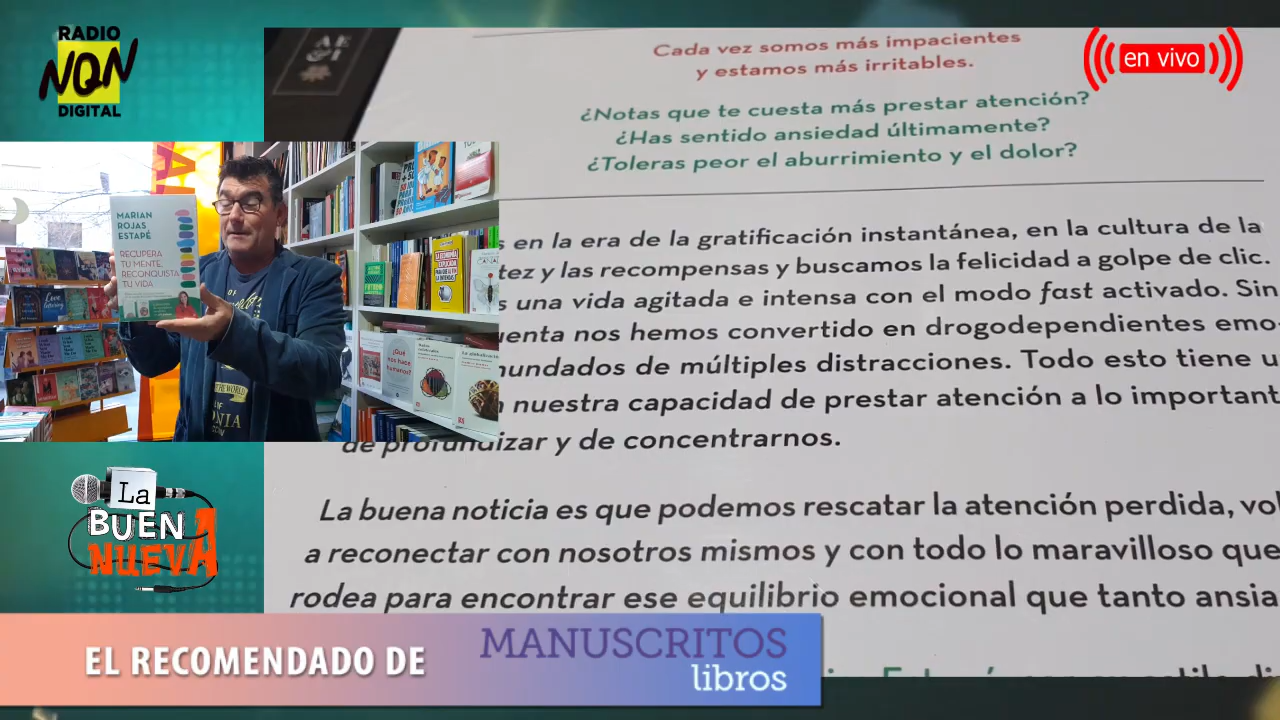 RADIO
NQN
DIGITAL
en vivo
Cada vez somos más impacientes
y estamos más irritables.
¿Notas que te cuesta más prestar atención?
¿Has sentido ansiedad últimamente?
¿Toleras peor el aburrimiento y el dolor?
en la era de la gratificación instantánea, en la cultura de la
y las recompensas y buscamos la felicidad a golpe de clic.
una vida agitada e intensa con el modo fast activado. Sin
nos hemos convertido en drogodependientes emo
de múltiples distracciones. Todo esto tiene u
nuestra capacidad de prestar atención a lo important
de profundizar y de concentrarnos.
La buena noticia es que podemos rescatar la atención perdida, vol
a reconectar con nosotros mismos y con todo lo maravilloso que
rodea para encontrar ese equilibrio emocional que tanto ansia
MARIAN
ROJAS
ESTAPÉ
RECUPERA
TU MENTE,
RECONQUISTA
TU VIDA
¿Qué
nos hace
humanos?
La
BUENA
NUEVA
EL RECOMENDADO DE
MANUSCRITOS
libros